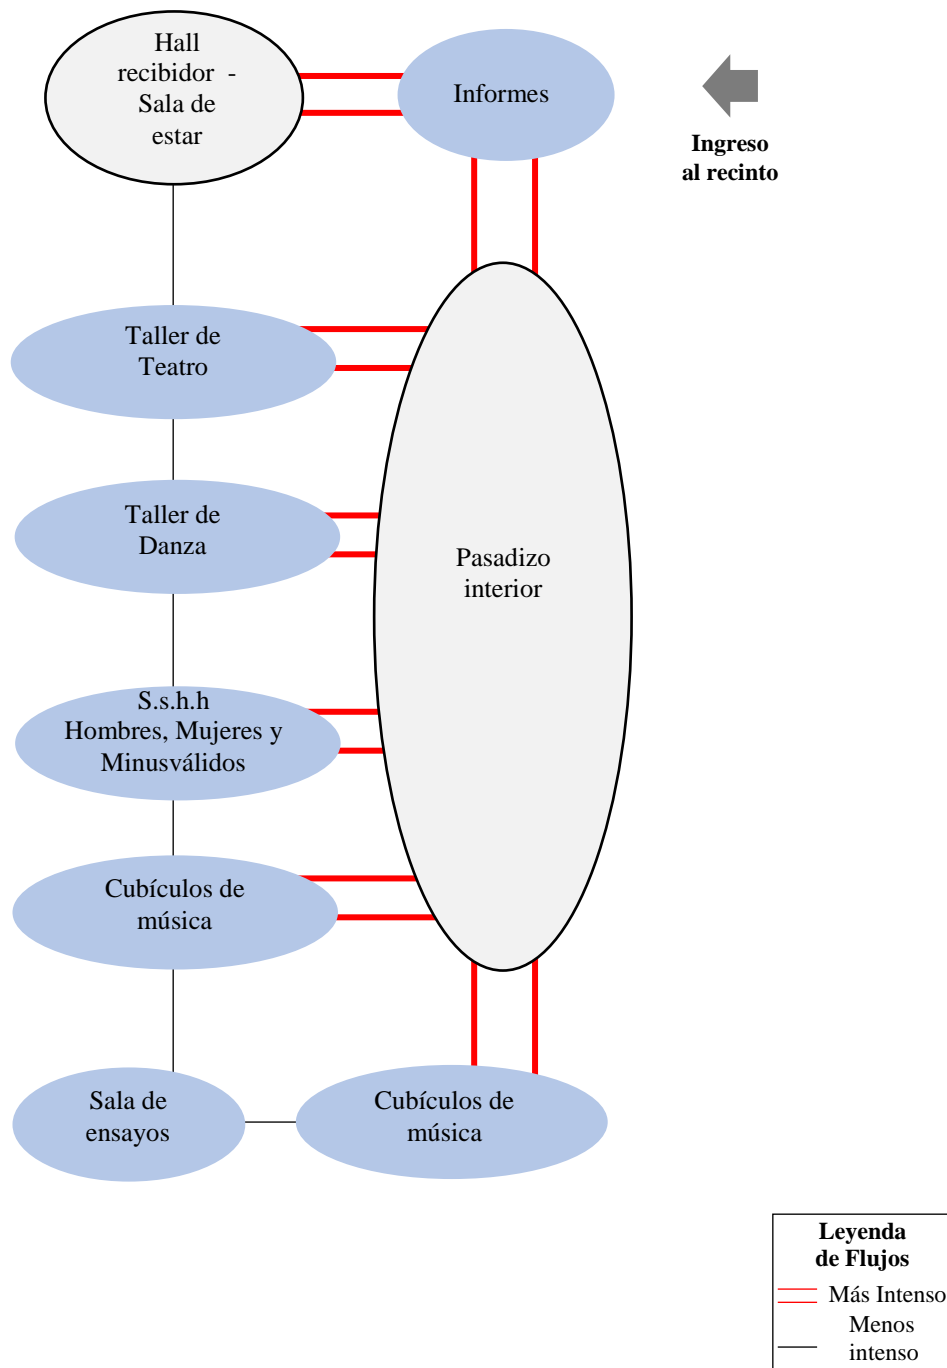 Hall
recibidor -
Sala de
estar
Informes
Ingreso
al recinto
Taller de
Teatro
Taller de
Danza
Pasadizo
interior
S.s.h.h
Hombres, Mujeres y
Minusválidos
Cubículos de
música
Sala de
ensayos
Cubículos de
música
Leyenda
de Flujos
Más Intenso
Menos
intenso